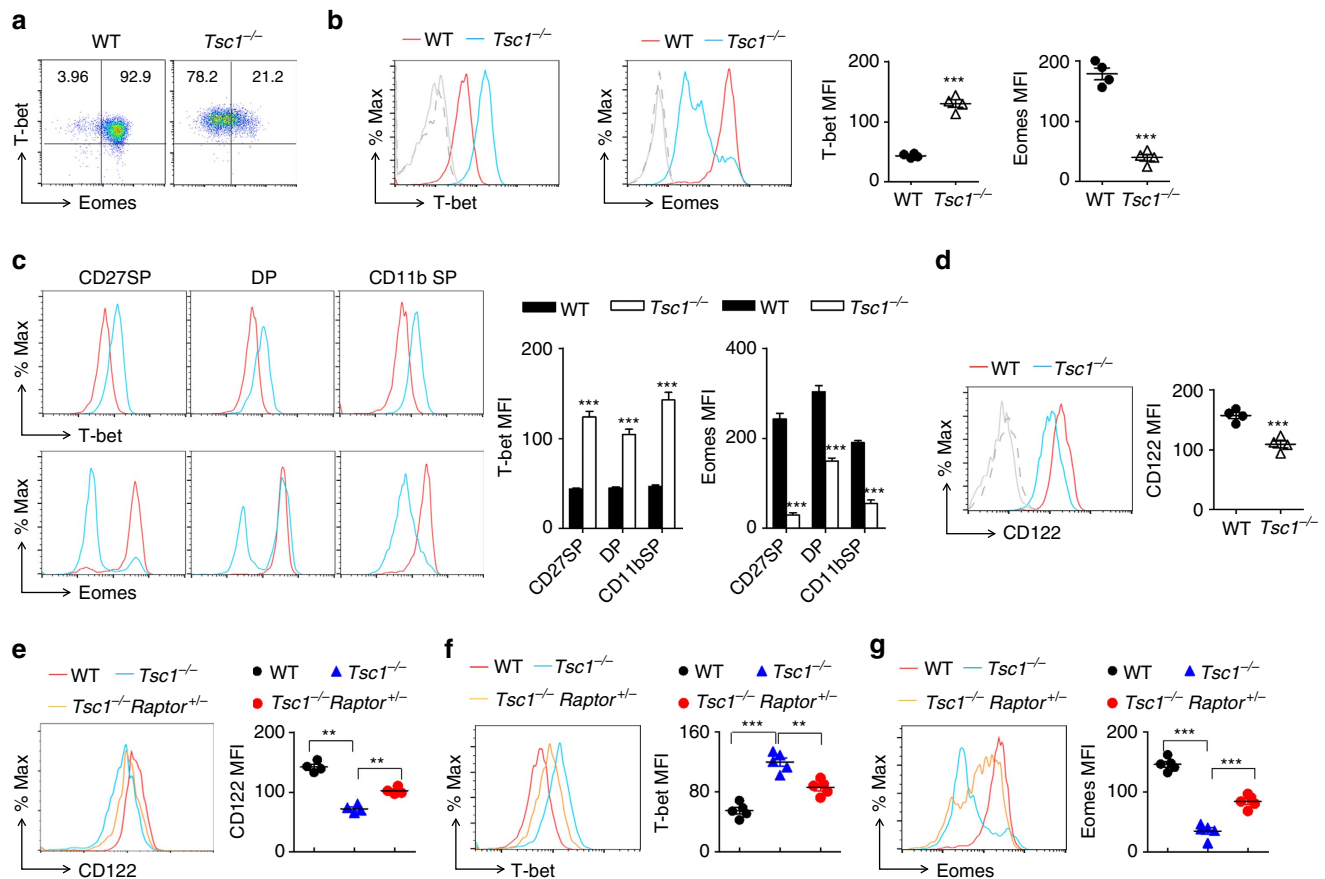 a
WT Tsc1–/–
3.96 92.9 78.2 21.2
T-bet
Eomes
b
WT Tsc1–/–
% Max
T-bet
WT Tsc1–/–
% Max
Eomes
T-bet MFI
200
100
0
***
WT Tsc1–/–
Eomes MFI
200
100
0
***
WT Tsc1–/–
c
CD27SP DP CD11b SP
% Max
T-bet
% Max
Eomes
WT Tsc1–/– WT Tsc1–/–
T-bet MFI
200
100
0
*** *** ***
CD27SP DP CD11bSP
Eomes MFI
400
200
0
*** *** ***
CD27SP DP CD11bSP
d
WT Tsc1–/–
% Max
CD122
CD122 MFI
200
100
0
***
WT Tsc1–/–
e
WT Tsc1–/–
Tsc1–/– Raptor+/–
% Max
CD122
WT Tsc1–/–
Tsc1–/– Raptor+/–
CD122 MFI
200
100
0
** **
f
WT Tsc1–/–
Tsc1–/– Raptor+/–
% Max
T-bet
WT Tsc1–/–
Tsc1–/– Raptor+/–
T-bet MFI
160
80
0
*** **
g
WT Tsc1–/–
Tsc1–/– Raptor+/–
% Max
Eomes
WT Tsc1–/–
Tsc1–/– Raptor+/–
Eomes MFI
200
100
0
*** ***